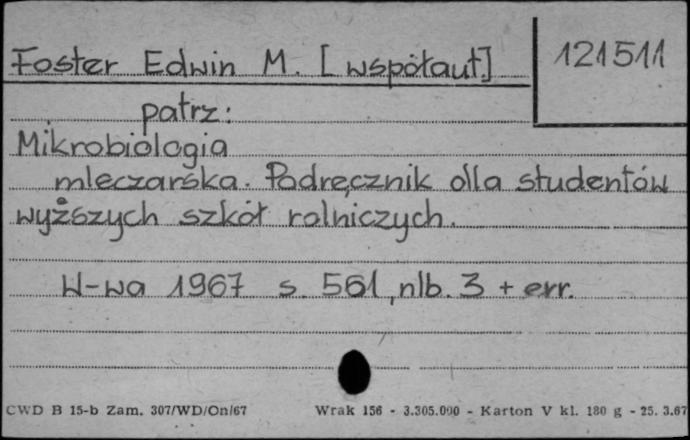 Foster Edwin M. [współaut] 121511
patrz:
Mikrobiologia
mleczarska. Podręcznik dla studentów
wyższych szkół rolniczych.
W-wa 1967 s. 561, nlb. 3 + err.
CWD B 15-b Zam. 307/WD/On/67 Wrak 156 - 3.305.000 - Karton V kl. 180 g - 25. 3.67